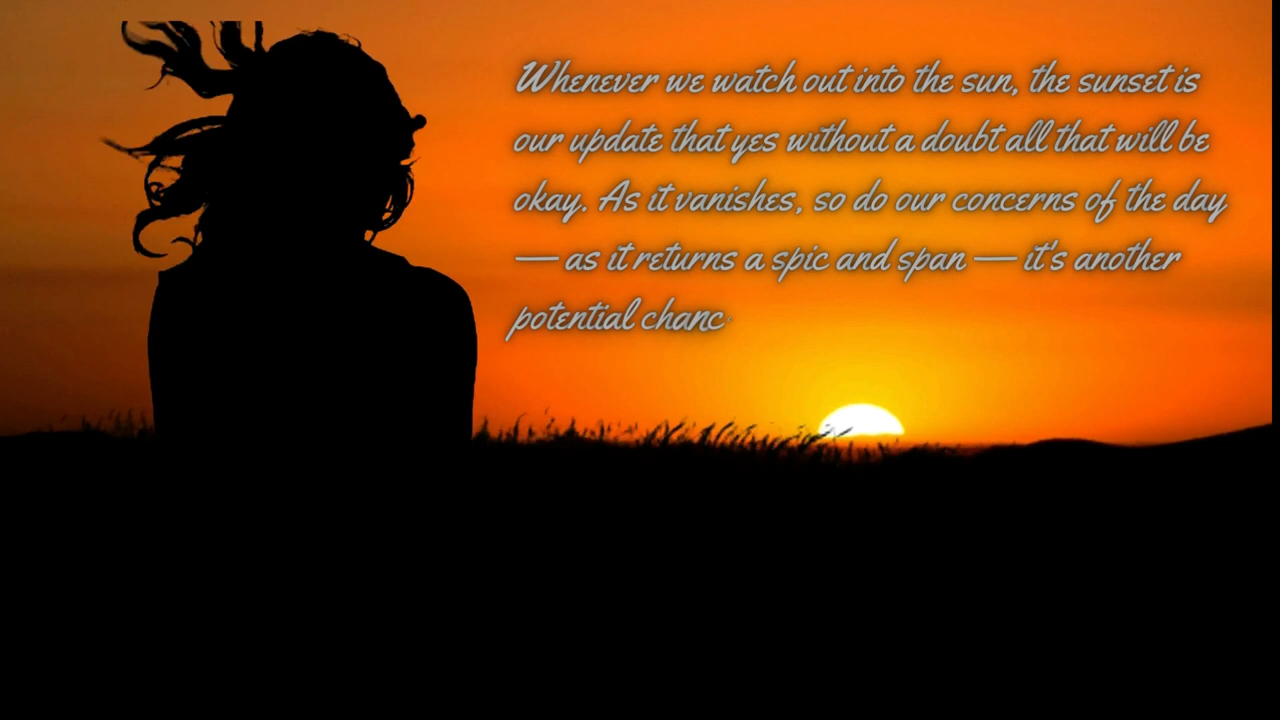 Whenever we watch out into the sun, the sunset is
our update that yes without a doubt all that will be
okay. As it vanishes, so do our concerns of the day
— as it returns a spic and span — it's another
potential chanc